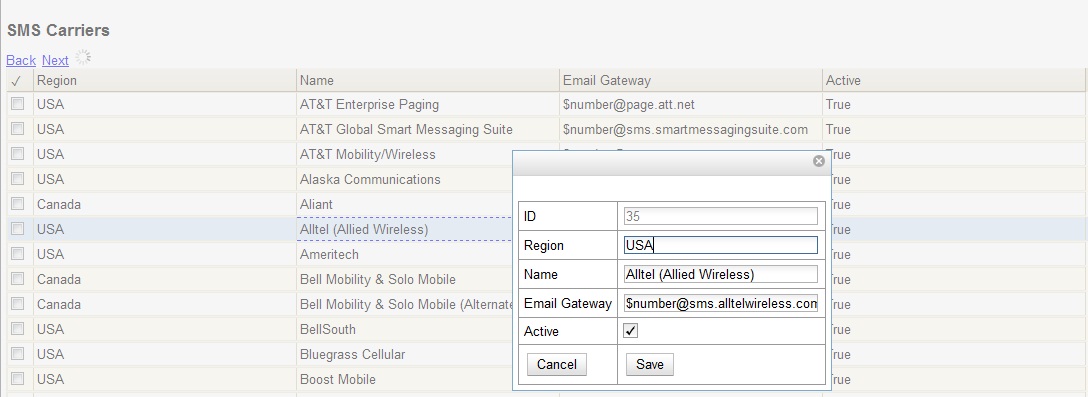 SMS Carriers
Back Next
✓ Region Name Email Gateway Active
USA AT&T Enterprise Paging $number@page.att.net True
USA AT&T Global Smart Messaging Suite $number@sms.smartmessagingsuite.com True
USA AT&T Mobility/Wireless True
USA Alaska Communications True
Canada Aliant True
USA Alltel (Allied Wireless) True
USA Ameritech True
Canada Bell Mobility & Solo Mobile True
Canada Bell Mobility & Solo Mobile (Alternate True
USA BellSouth True
USA Bluegrass Cellular True
USA Boost Mobile True
ID 35
Region USA
Name Alltel (Allied Wireless)
Email Gateway $number@sms.alltelwireless.com
Active
Cancel Save